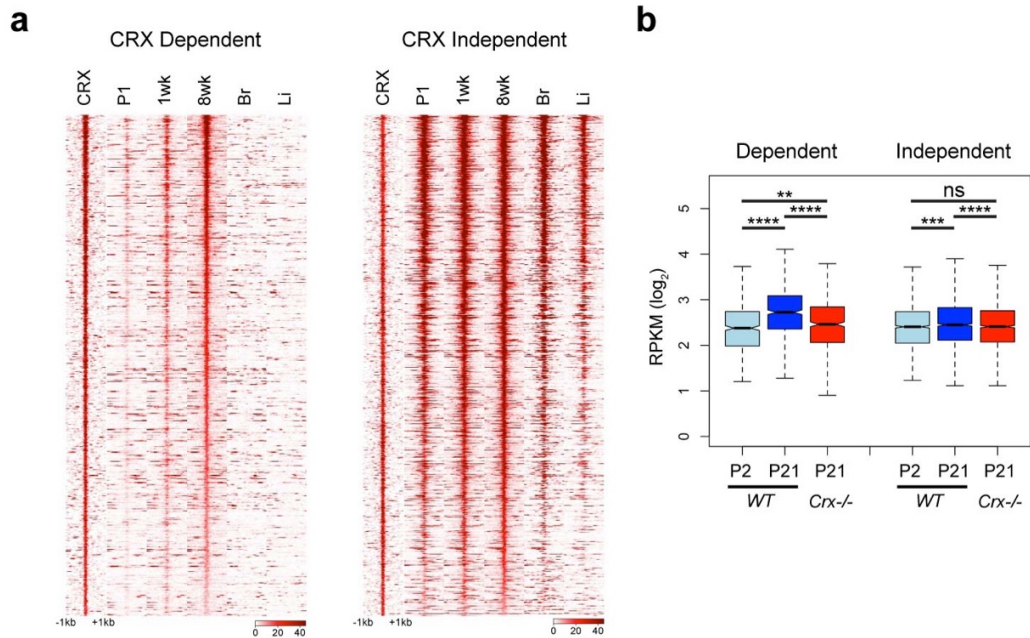 a
CRX Dependent
CRX P1 1wk 8wk Br Li
-1kb +1kb
0 20 40
CRX Independent
CRX P1 1wk 8wk Br Li
-1kb +1kb
0 20 40
b
Dependent Independent
** ns
**** **** *** ****
RPKM (log2)
5
4
3
2
1
0
P2 P21 P21 P2 P21 P21
WT Crx-/- WT Crx-/-